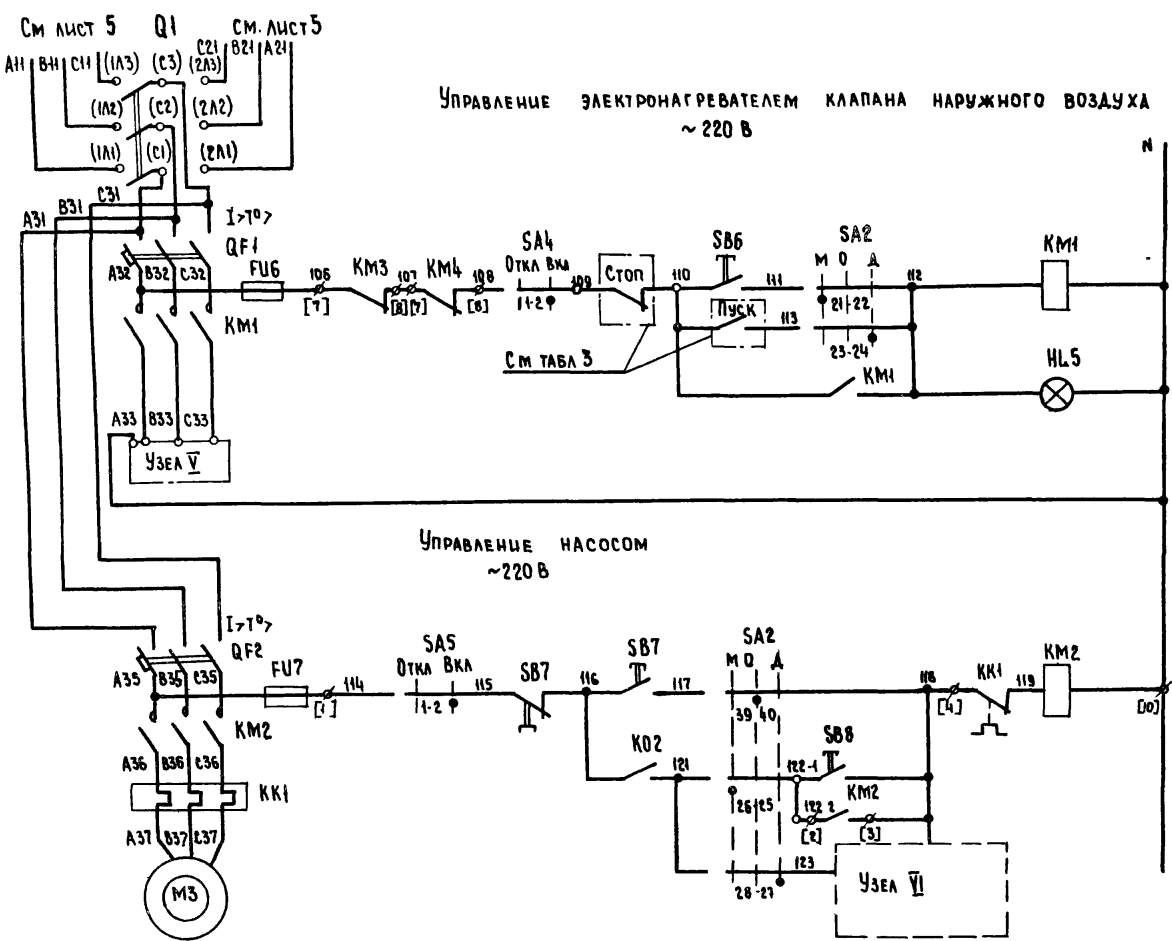 См лист 5 Q1 См. лист 5
А11 В11 С11 (1Л3) (С3) (2Л3) С21 В21 А21
(1Л2) (С2) (2Л2)
(1Л1) (С1) (2Л1)
Управление электронагревателем клапана наружного воздуха
~ 220 В
N
А31 В31 С31
I>T°>
QF1
А32 В32 С32
FU6
106
[7]
КМ3
107
[8] [7]
КМ4
108
[8]
SA4
Откл Вкл
1-2
109
Стоп
110
SB6
111
SA2
М О Д
21-22
112
КМ1
КМ1
Пуск
113
23-24
См табл 3
КМ1
HL5
А33 В33 С33
Узел V
Управление насосом
~220 В
I>T°>
QF2
А35 В35 С35
FU7
[1]
114
SA5
Откл Вкл
1-2
115
SB7
116
SB7
117
SA2
М О Д
39 40
118
[4]
КК1
119
КМ2
[10]
КМ2
А36 В36 С36
КК1
К02
121
26 25
122-1
SB8
122 2
КМ2
[2] [3]
А37 В37 С37
М3
28-27
123
Узел VI